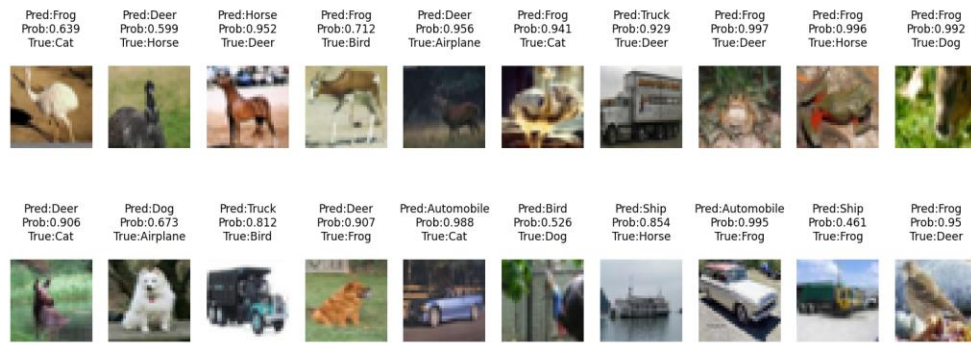 Pred:Frog Pred:Deer Pred:Horse Pred:Frog Pred:Deer Pred:Frog Pred:Truck Pred:Frog Pred:Frog Pred:Frog
Prob:0.639 Prob:0.599 Prob:0.952 Prob:0.712 Prob:0.956 Prob:0.941 Prob:0.929 Prob:0.997 Prob:0.996 Prob:0.992
True:Cat True:Horse True:Deer True:Bird True:Airplane True:Cat True:Deer True:Deer True:Horse True:Dog
Pred:Deer Pred:Dog Pred:Truck Pred:Deer Pred:Automobile Pred:Bird Pred:Ship Pred:Automobile Pred:Ship Pred:Frog
Prob:0.906 Prob:0.673 Prob:0.812 Prob:0.907 Prob:0.988 Prob:0.526 Prob:0.854 Prob:0.995 Prob:0.461 Prob:0.95
True:Cat True:Airplane True:Bird True:Frog True:Cat True:Dog True:Horse True:Frog True:Frog True:Deer